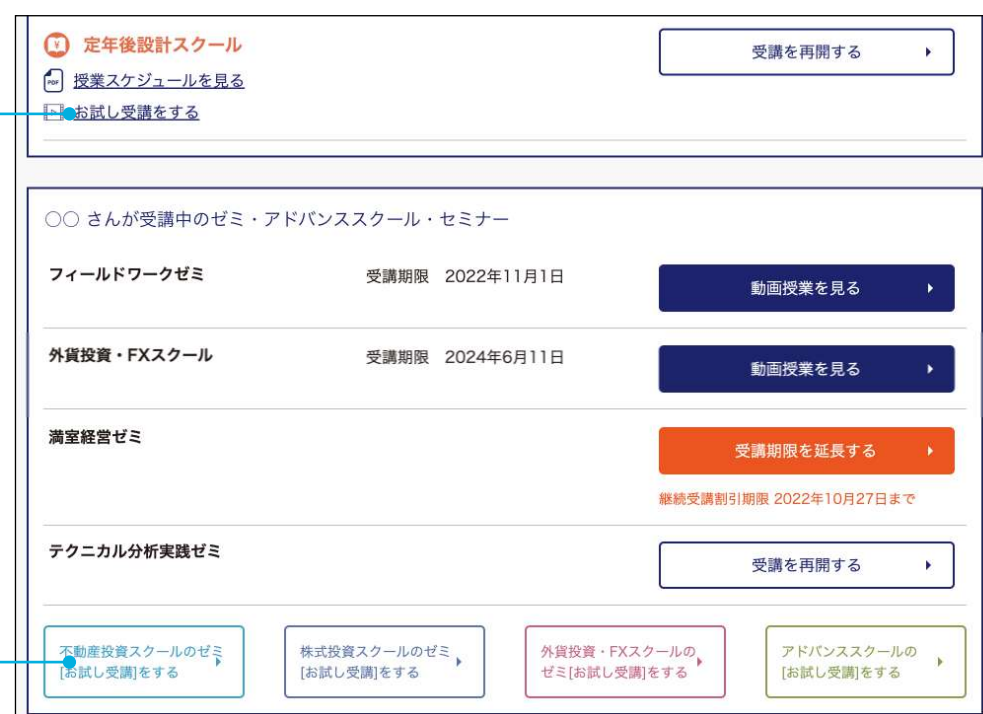 定年後設計スクール
受講を再開する
PDF 授業スケジュールを見る
お試し受講をする
○○ さんが受講中のゼミ・アドバンススクール・セミナー
フィールドワークゼミ 受講期限 2022年11月1日 動画授業を見る
外貨投資・FXスクール 受講期限 2024年6月11日 動画授業を見る
満室経営ゼミ 受講期限を延長する
継続受講割引期限 2022年10月27日まで
テクニカル分析実践ゼミ 受講を再開する
不動産投資スクールのゼミ
[お試し受講]をする
株式投資スクールのゼミ
[お試し受講]をする
外貨投資・FXスクールの
ゼミ[お試し受講]をする
アドバンススクールの
[お試し受講]をする